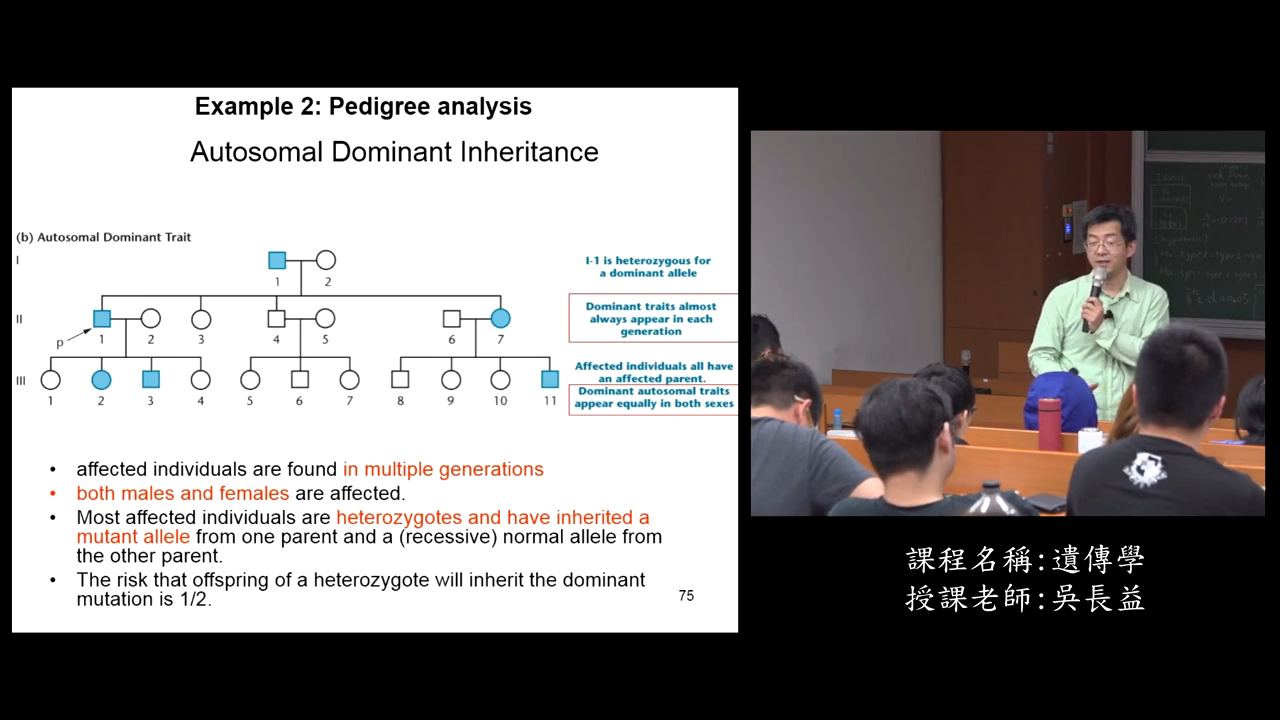 Example 2: Pedigree analysis
Autosomal Dominant Inheritance
(b) Autosomal Dominant Trait
I
1 2
I-1 is heterozygous for
a dominant allele
II
p
1 2 3 4 5 6 7
Dominant traits almost
always appear in each
generation
III
1 2 3 4 5 6 7 8 9 10 11
Affected individuals all have
an affected parent.
Dominant autosomal traits
appear equally in both sexes
• affected individuals are found in multiple generations
• both males and females are affected.
• Most affected individuals are heterozygotes and have inherited a
mutant allele from one parent and a (recessive) normal allele from
the other parent.
• The risk that offspring of a heterozygote will inherit the dominant
mutation is 1/2.
75
課程名稱:遺傳學
授課老師:吳長益